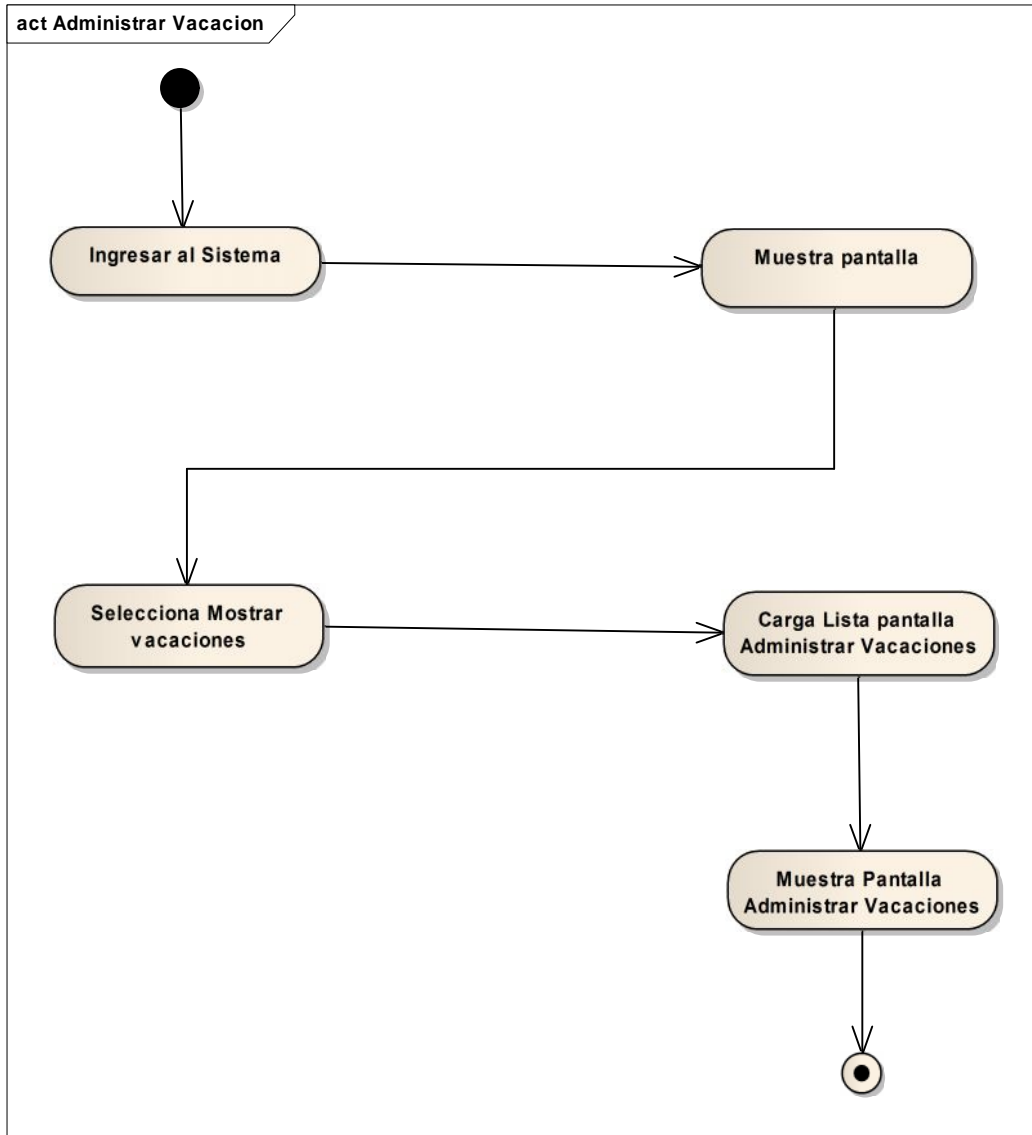 act Administrar Vacacion
Ingresar al Sistema
Muestra pantalla
Selecciona Mostrar
vacaciones
Carga Lista pantalla
Administrar Vacaciones
Muestra Pantalla
Administrar Vacaciones